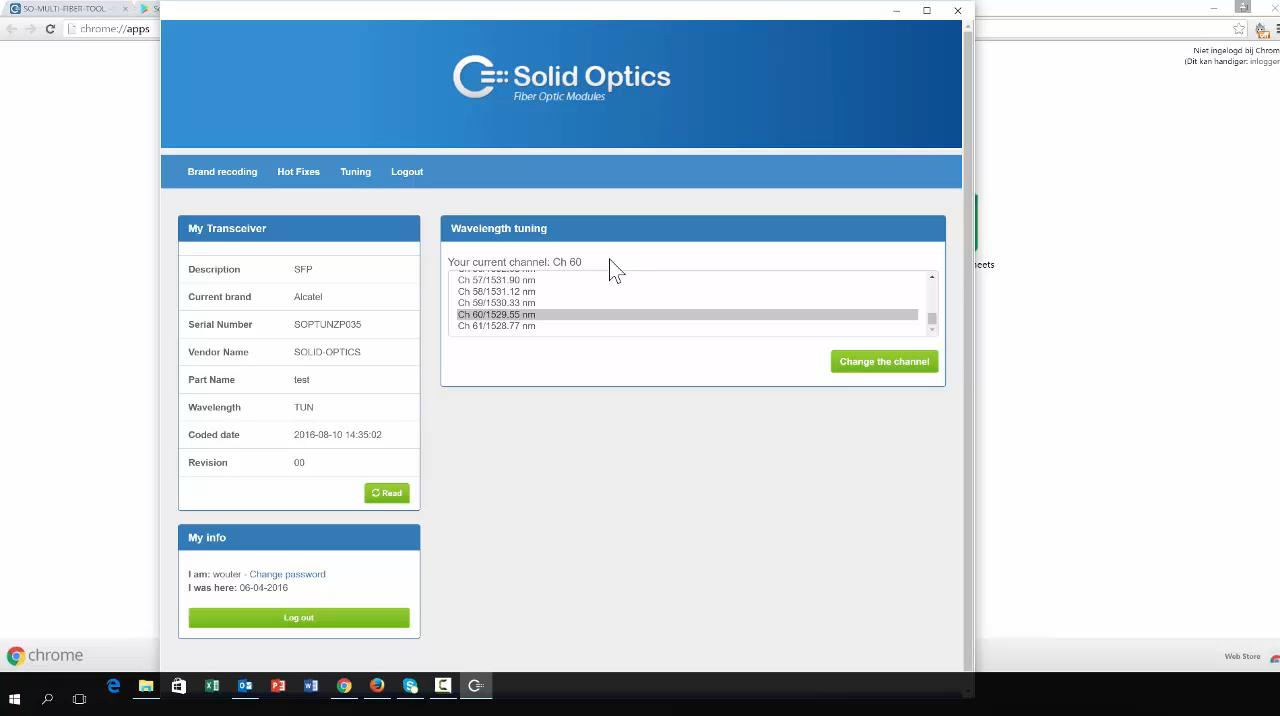 SO-MULTI-FIBER-TOOL
chrome://apps
Niet ingelogd bij Chrom
(Dit kan handiger: inlogger
Solid Optics
Fiber Optic Modules
Brand recoding
Hot Fixes
Tuning
Logout
My Transceiver
Description SFP
Current brand Alcatel
Serial Number SOPTUNZP035
Vendor Name SOLID-OPTICS
Part Name test
Wavelength TUN
Coded date 2016-08-10 14:35:02
Revision 00
Read
Wavelength tuning
Your current channel: Ch 60
Ch 57/1531.90 nm
Ch 58/1531.12 nm
Ch 59/1530.33 nm
Ch 60/1529.55 nm
Ch 61/1528.77 nm
Change the channel
eets
My info
I am: wouter - Change password
I was here: 06-04-2016
Log out
chrome
Web Store